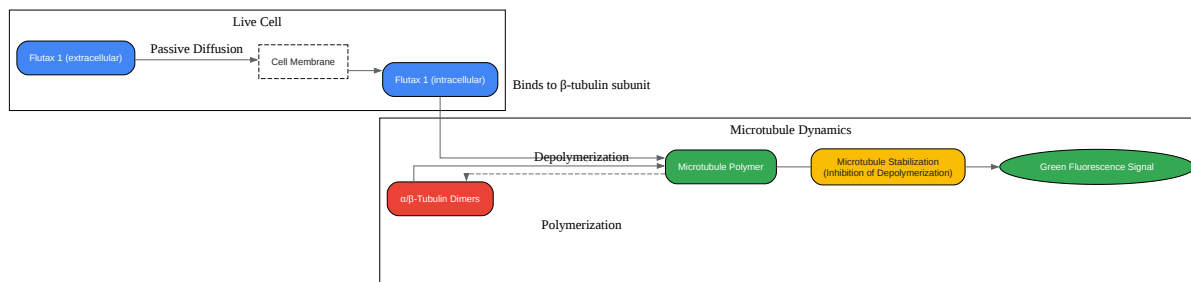 Live Cell
Flutax 1 (extracellular)
Passive Diffusion
Cell Membrane
Flutax 1 (intracellular)
Binds to β-tubulin subunit
Microtubule Dynamics
Depolymerization
Microtubule Polymer
Microtubule Stabilization
(Inhibition of Depolymerization)
Green Fluorescence Signal
α/β-Tubulin Dimers
Polymerization